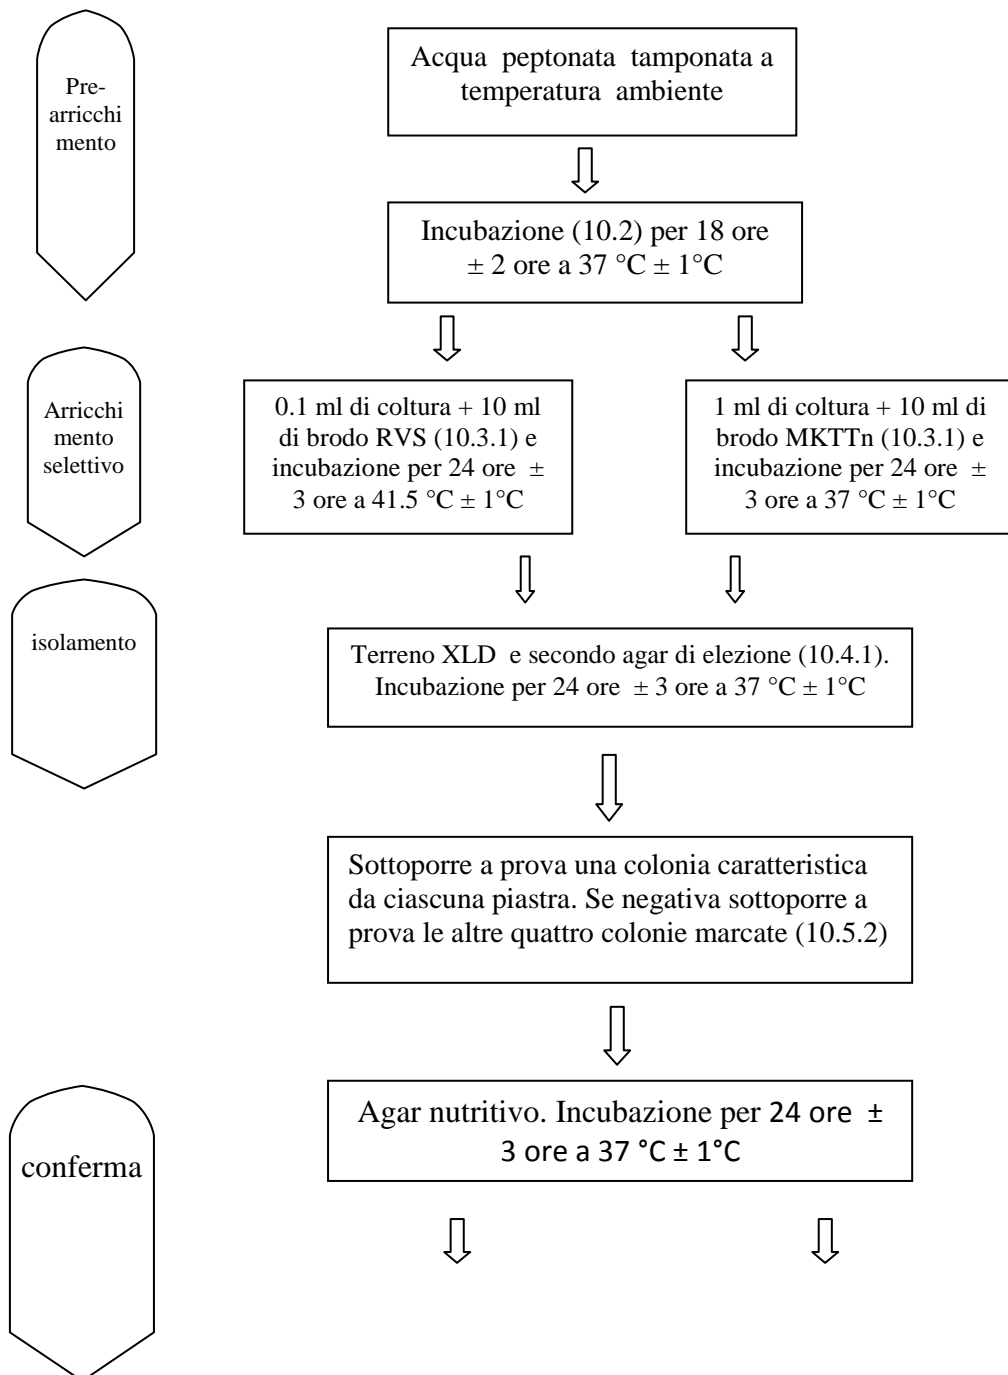 Pre-
arricchi
mento
Acqua peptonata tamponata a
temperatura ambiente
Incubazione (10.2) per 18 ore
± 2 ore a 37 °C ± 1°C
Arricchi
mento
selettivo
0.1 ml di coltura + 10 ml
di brodo RVS (10.3.1) e
incubazione per 24 ore ±
3 ore a 41.5 °C ± 1°C
1 ml di coltura + 10 ml di
brodo MKTTn (10.3.1) e
incubazione per 24 ore ±
3 ore a 37 °C ± 1°C
isolamento
Terreno XLD e secondo agar di elezione (10.4.1).
Incubazione per 24 ore ± 3 ore a 37 °C ± 1°C
Sottoporre a prova una colonia caratteristica
da ciascuna piastra. Se negativa sottoporre a
prova le altre quattro colonie marcate (10.5.2)
conferma
Agar nutritivo. Incubazione per 24 ore ±
3 ore a 37 °C ± 1°C